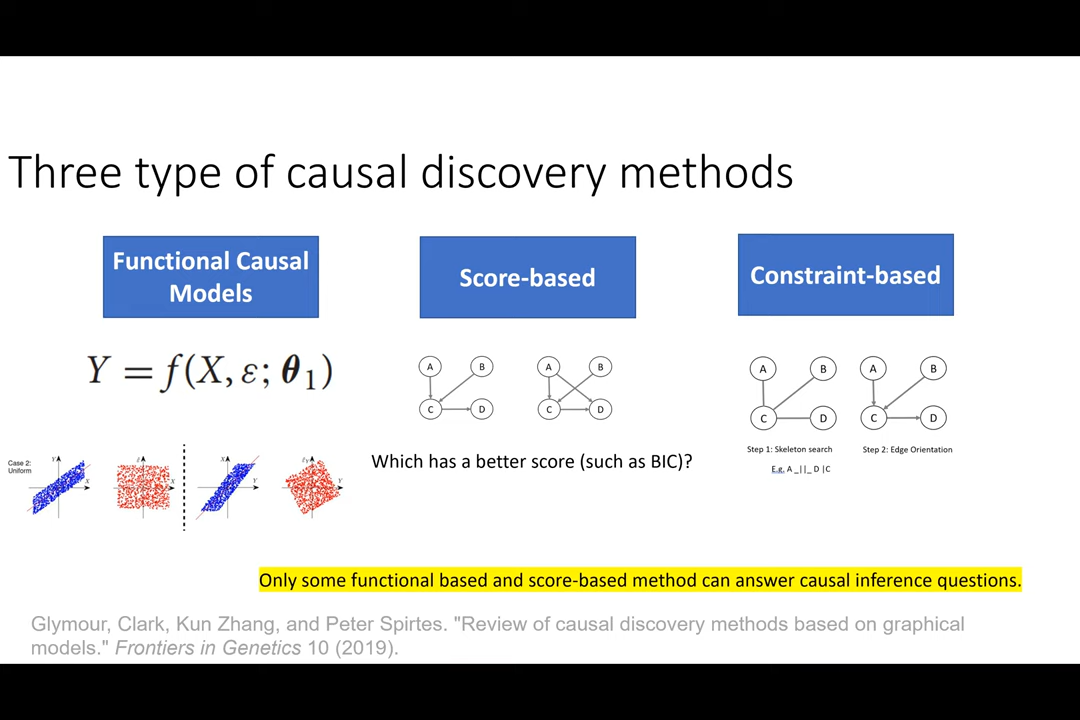 Three type of causal discovery methods
Functional Causal
Models
Score-based
Constraint-based
Y = f(X, ε; θ₁)
A B A B
C D C D
A B A B
C D C D
Which has a better score (such as BIC)?
Step 1: Skeleton search
Step 2: Edge Orientation
E.g. A _||_ D |C
Case 2:
Uniform
Only some functional based and score-based method can answer causal inference questions.
Glymour, Clark, Kun Zhang, and Peter Spirtes. "Review of causal discovery methods based on graphical
models." Frontiers in Genetics 10 (2019).